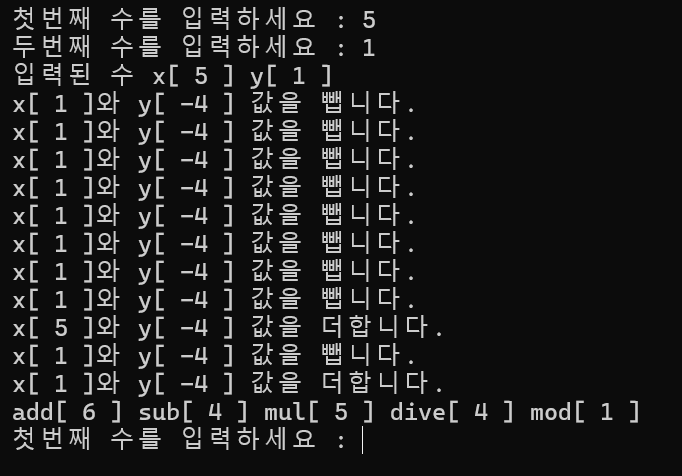 첫번째 수를 입력하세요 : 5
두번째 수를 입력하세요 : 1
입력된 수 x[ 5 ] y[ 1 ]
x[ 1 ]와 y[ -4 ] 값을 뺍니다.
x[ 1 ]와 y[ -4 ] 값을 뺍니다.
x[ 1 ]와 y[ -4 ] 값을 뺍니다.
x[ 1 ]와 y[ -4 ] 값을 뺍니다.
x[ 1 ]와 y[ -4 ] 값을 뺍니다.
x[ 1 ]와 y[ -4 ] 값을 뺍니다.
x[ 1 ]와 y[ -4 ] 값을 뺍니다.
x[ 1 ]와 y[ -4 ] 값을 뺍니다.
x[ 5 ]와 y[ -4 ] 값을 더합니다.
x[ 1 ]와 y[ -4 ] 값을 뺍니다.
x[ 1 ]와 y[ -4 ] 값을 더합니다.
add[ 6 ] sub[ 4 ] mul[ 5 ] dive[ 4 ] mod[ 1 ]
첫번째 수를 입력하세요 :